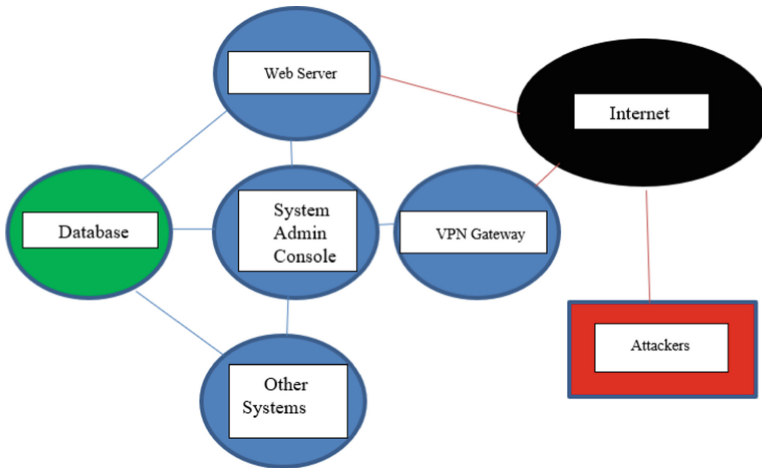 Web Server
Internet
Database
System
Admin
Console
VPN Gateway
Attackers
Other
Systems